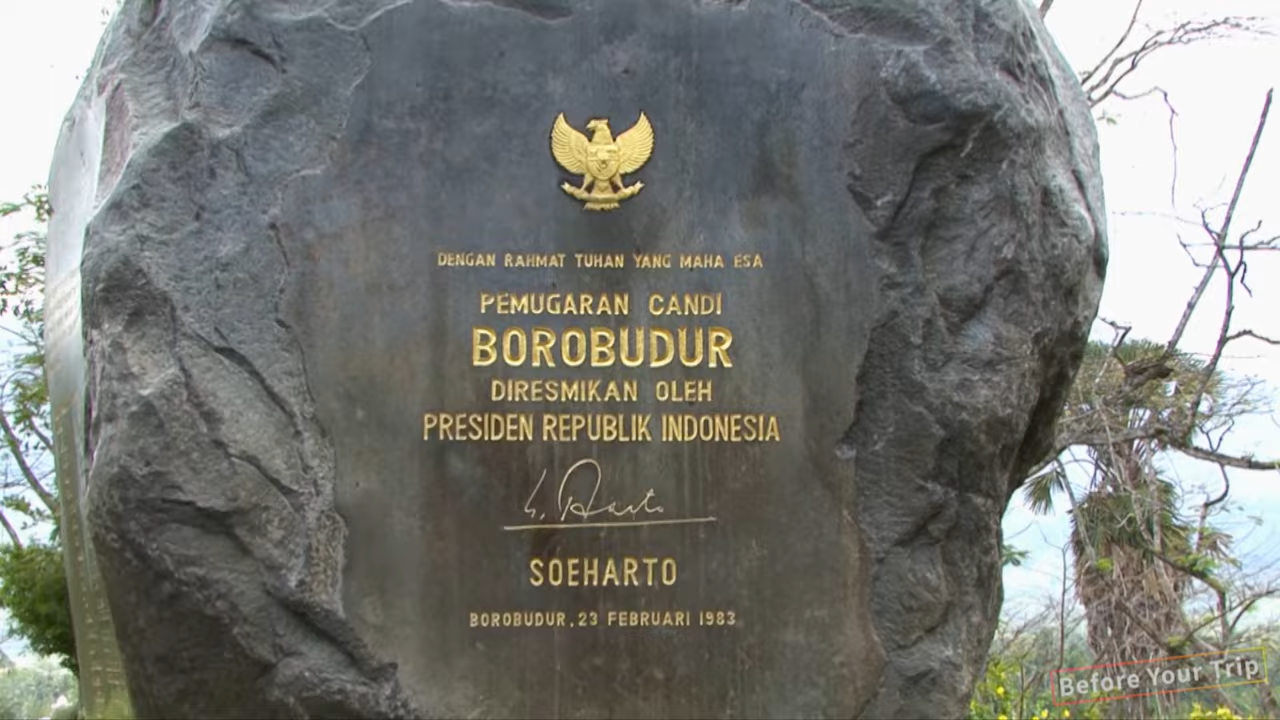 DENGAN RAHMAT TUHAN YANG MAHA ESA
PEMUGARAN CANDI
BOROBUDUR
DIRESMIKAN OLEH
PRESIDEN REPUBLIK INDONESIA
SOEHARTO
BOROBUDUR, 23 FEBRUARI 1983
Before Your Trip